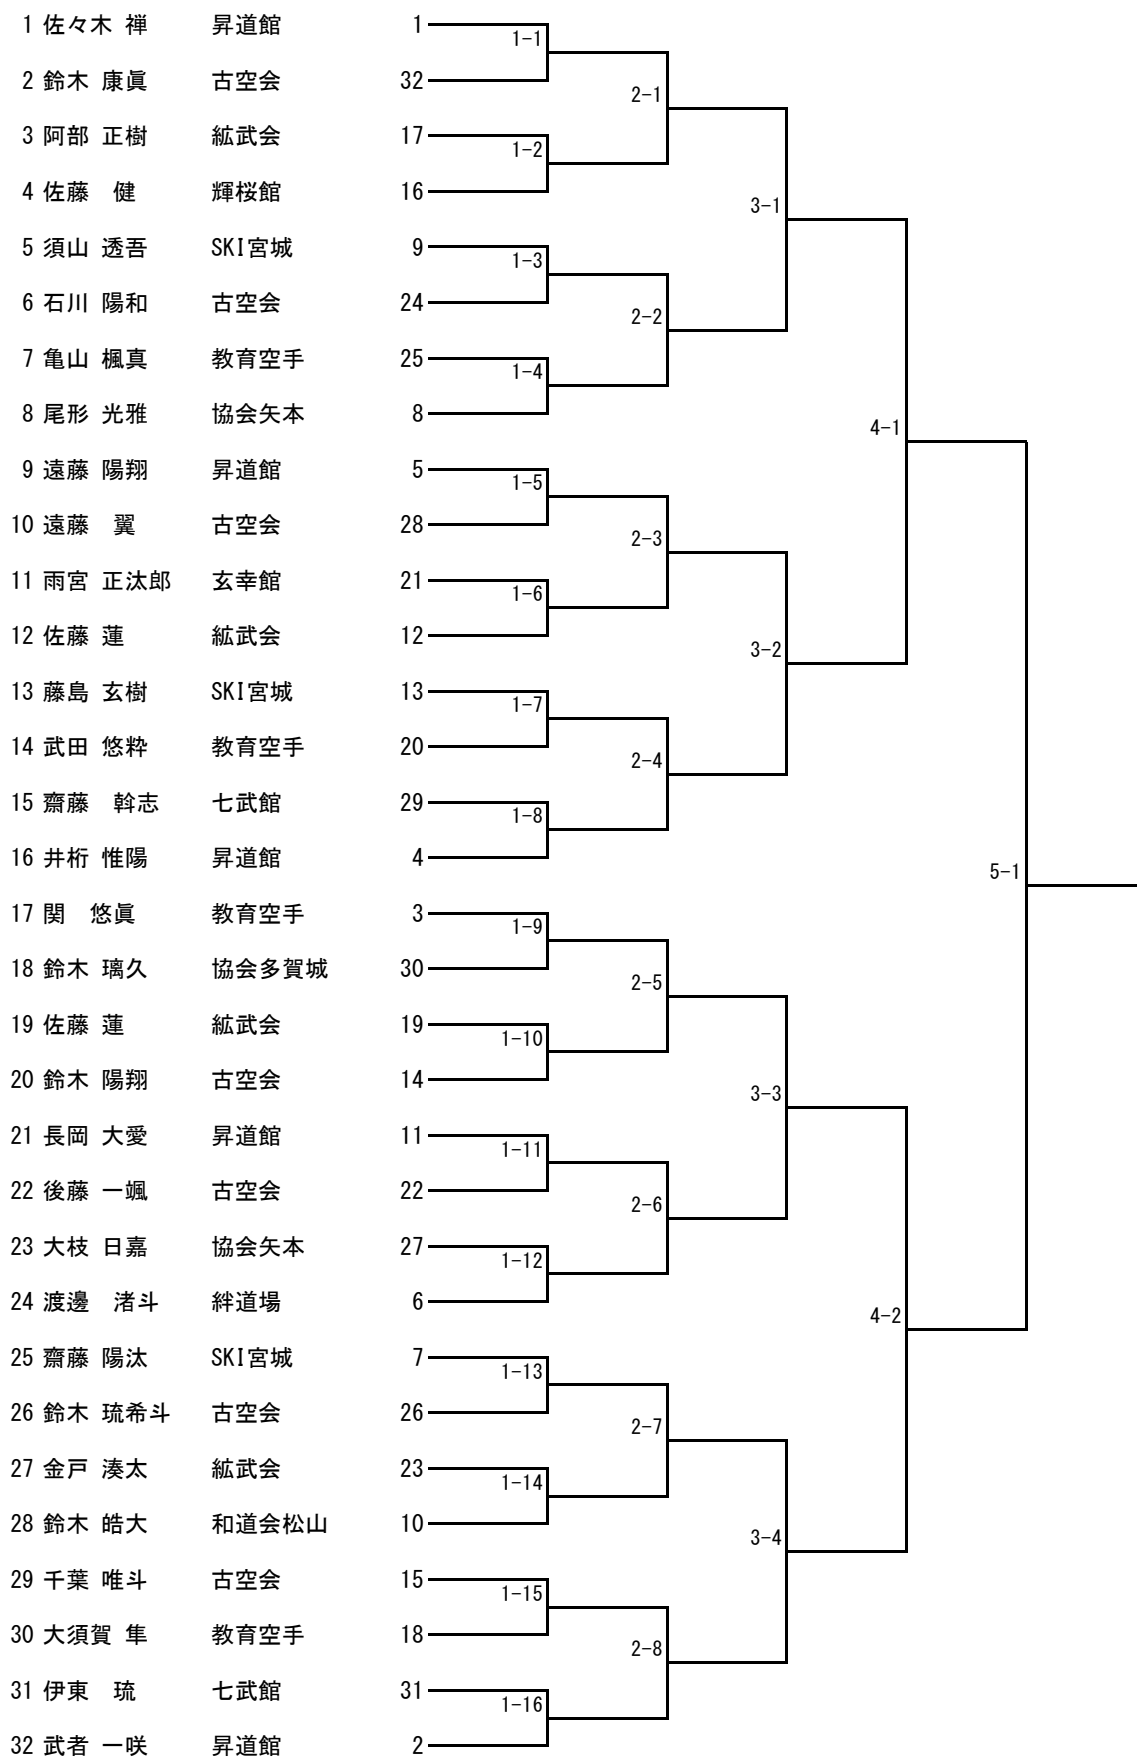 1 佐々木 禅 昇道館 1
1-1
2 鈴木 康眞 古空会 32
2-1
3 阿部 正樹 紘武会 17
1-2
4 佐藤 健 輝桜館 16
3-1
5 須山 透吾 SKI宮城 9
1-3
6 石川 陽和 古空会 24
2-2
7 亀山 楓真 教育空手 25
1-4
8 尾形 光雅 協会矢本 8
4-1
9 遠藤 陽翔 昇道館 5
1-5
10 遠藤 翼 古空会 28
2-3
11 雨宮 正汰郎 玄幸館 21
1-6
12 佐藤 蓮 紘武会 12
3-2
13 藤島 玄樹 SKI宮城 13
1-7
14 武田 悠粋 教育空手 20
2-4
15 齋藤 斡志 七武館 29
1-8
16 井桁 惟陽 昇道館 4
5-1
17 関 悠眞 教育空手 3
1-9
18 鈴木 璃久 協会多賀城 30
2-5
19 佐藤 蓮 紘武会 19
1-10
20 鈴木 陽翔 古空会 14
3-3
21 長岡 大愛 昇道館 11
1-11
22 後藤 一颯 古空会 22
2-6
23 大枝 日嘉 協会矢本 27
1-12
24 渡邊 渚斗 絆道場 6
4-2
25 齋藤 陽汰 SKI宮城 7
1-13
26 鈴木 琉希斗 古空会 26
2-7
27 金戸 湊太 紘武会 23
1-14
28 鈴木 皓大 和道会松山 10
3-4
29 千葉 唯斗 古空会 15
1-15
30 大須賀 隼 教育空手 18
2-8
31 伊東 琉 七武館 31
1-16
32 武者 一咲 昇道館 2